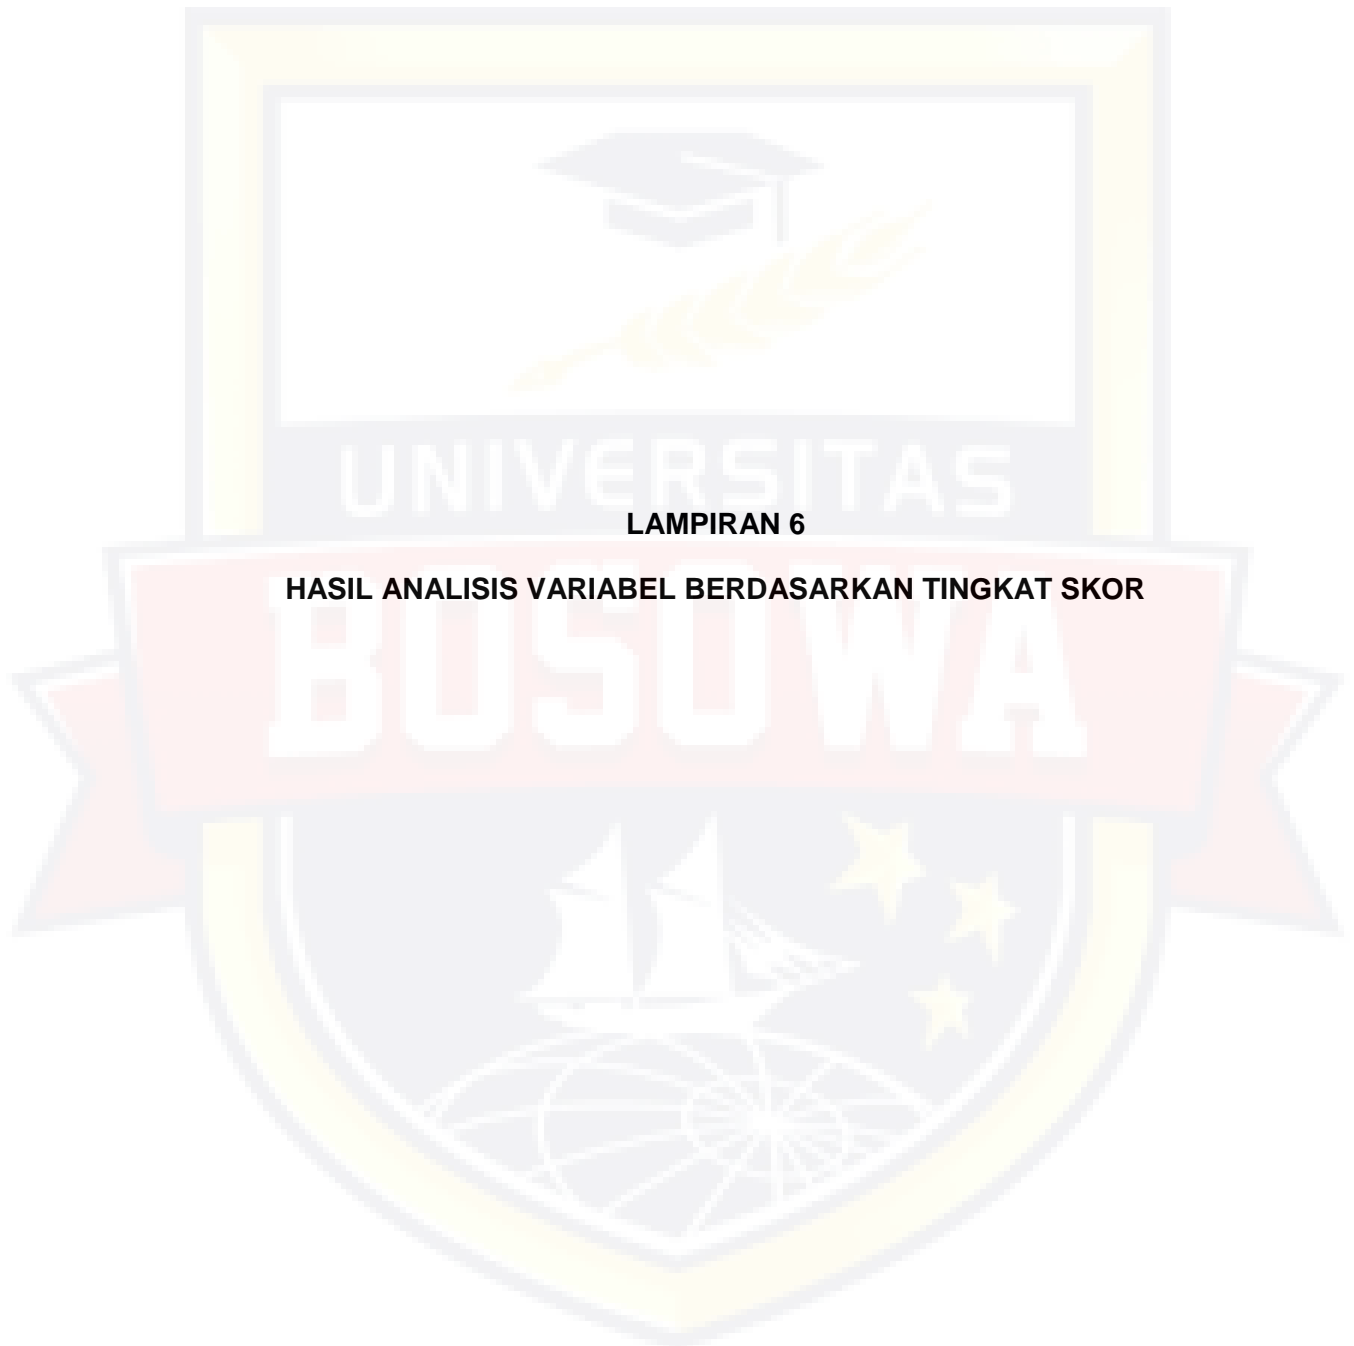 UNIVERSITAS
LAMPIRAN 6
HASIL ANALISIS VARIABEL BERDASARKAN TINGKAT SKOR
BOSOWA